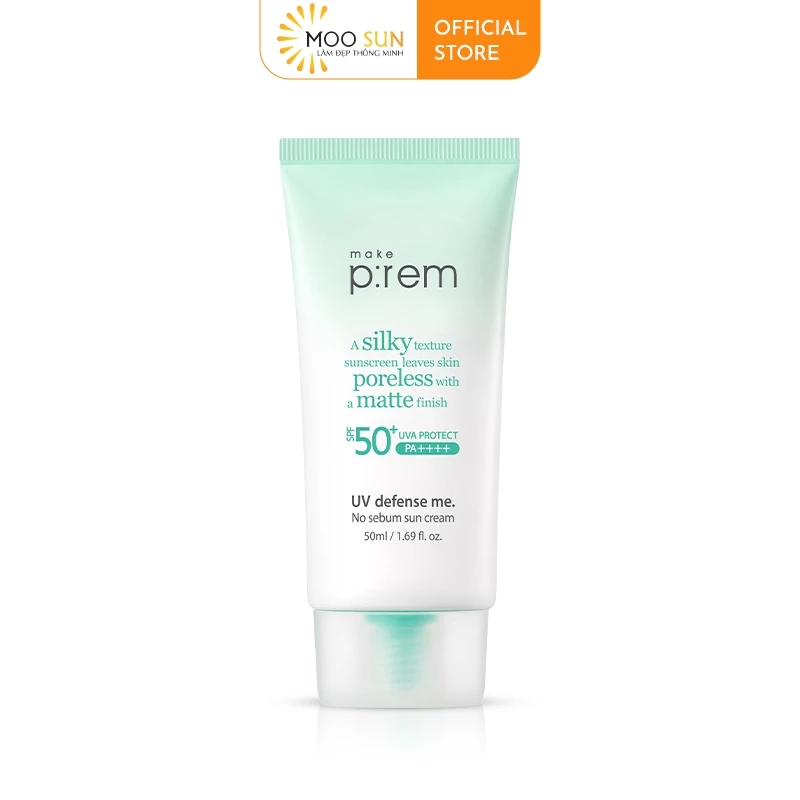 MOO SUN
LÀM ĐẸP THÔNG MINH
OFFICIAL
STORE
make
p:rem
A silky texture
sunscreen leaves skin
poreless with
a matte finish
SPF 50+ UVA PROTECT
PA++++
UV defense me.
No sebum sun cream
50ml / 1.69 fl. oz.